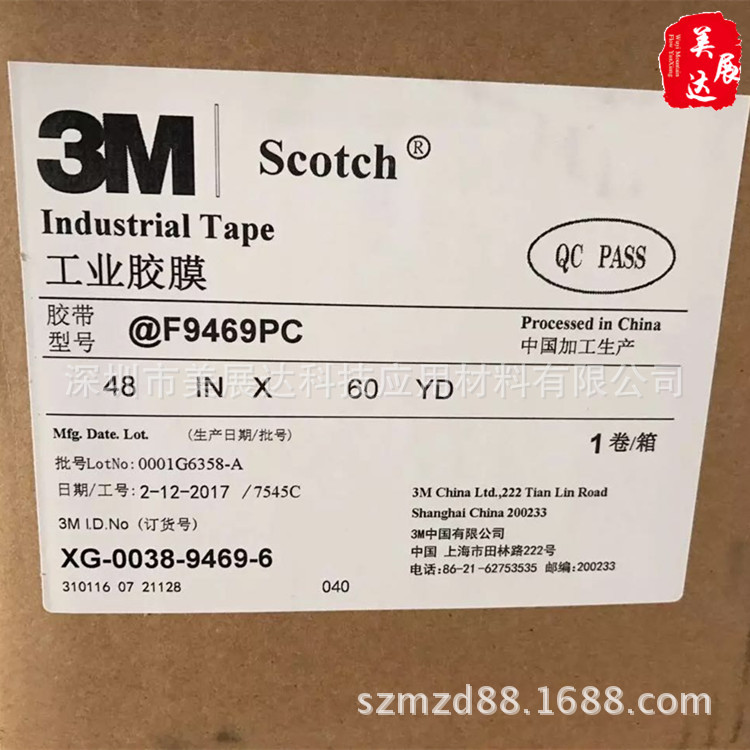 美展达
Wuyi Mountain
Flow YanXiang
3M Scotch®
Industrial Tape
工业胶膜
QC PASS
胶带型号 @F9469PC
Processed in China
中国加工生产
深圳市美展达科技应用材料有限公司
48 IN X 60 YD
Mfg. Date. Lot. (生产日期/批号)
1卷/箱
批号LotNo: 0001G6358-A
日期/工号: 2-12-2017 /7545C
3M I.D.No (订货号)
XG-0038-9469-6
310116 07 21128 040
3M China Ltd.,222 Tian Lin Road
Shanghai China 200233
3M中国有限公司
中国 上海市田林路222号
电话:86-21-62753535 邮编:200233
szmzd88.1688.com